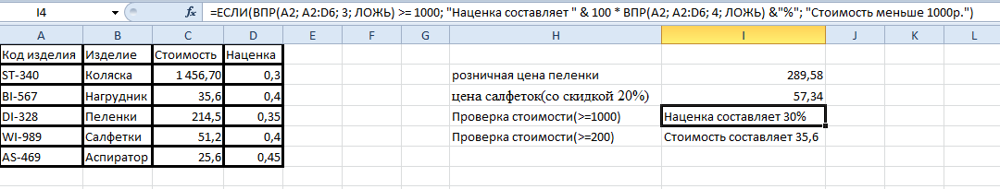 I4 fx =ЕСЛИ(ВПР(A2; A2:D6; 3; ЛОЖЬ) >= 1000; "Наценка составляет " & 100 * ВПР(A2; A2:D6; 4; ЛОЖЬ) &"%"; "Стоимость меньше 1000р.")
A B C D E F G H I J K L
Код изделия Изделие Стоимость Наценка
ST-340 Коляска 1 456,70 0,3 розничная цена пеленки 289,58
BI-567 Нагрудник 35,6 0,4 цена салфеток(со скидкой 20%) 57,34
DI-328 Пеленки 214,5 0,35 Проверка стоимости(>=1000) Наценка составляет 30%
WI-989 Салфетки 51,2 0,4 Проверка стоимости(>=200) Стоимость составляет 35,6
AS-469 Аспиратор 25,6 0,45